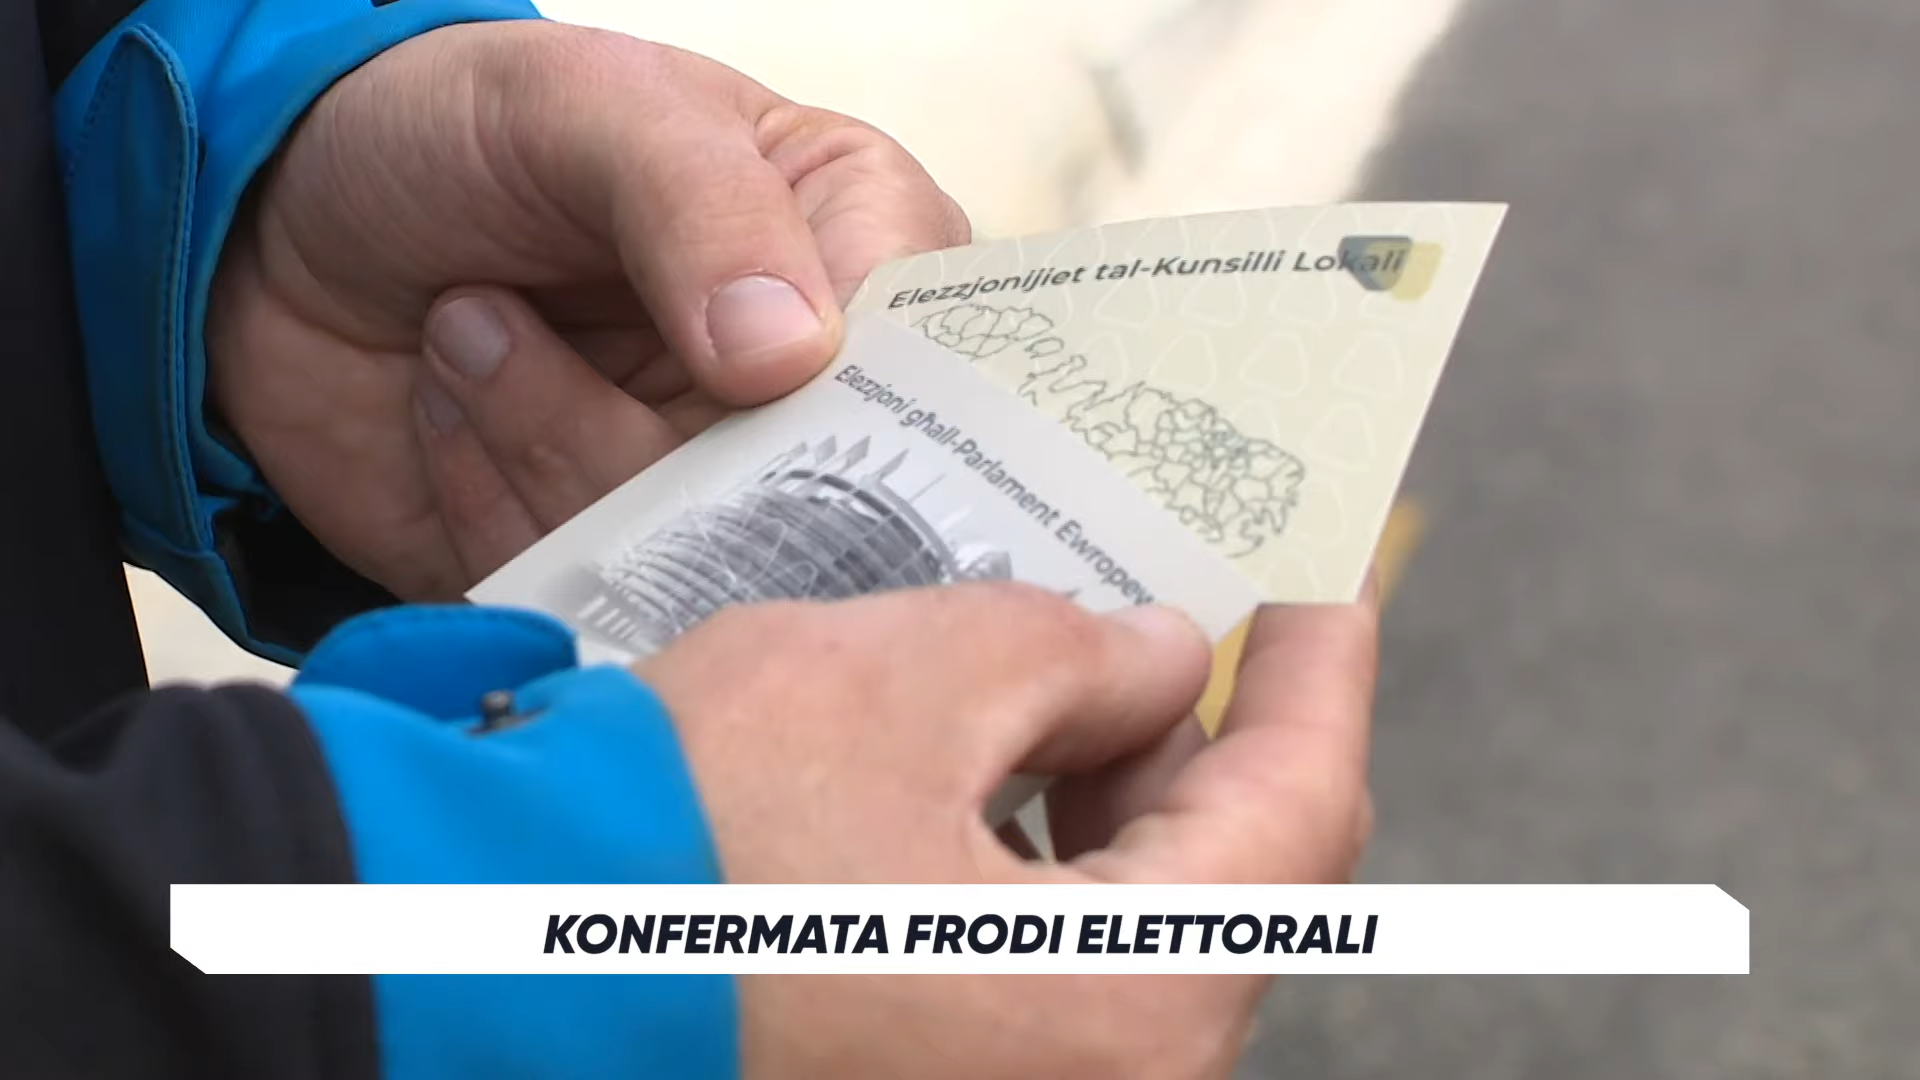 Elezzjonijiet tal-Kunsilli Lokali
Elezzjoni għall-Parlament Ewropew
KONFERMATA FRODI ELETTORALI